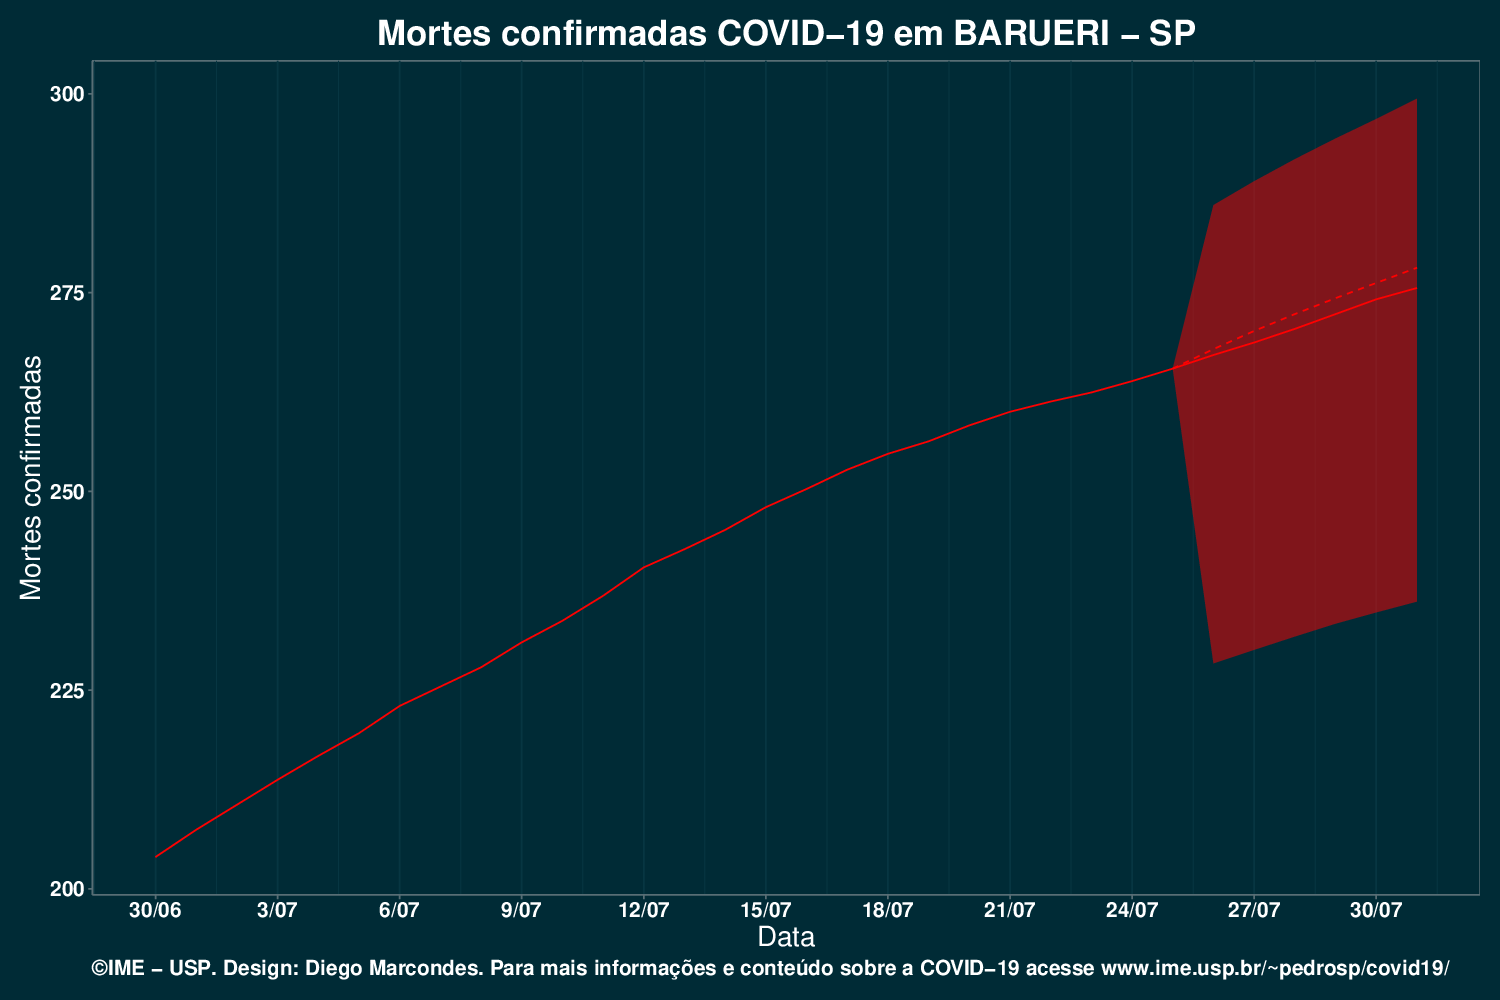 Mortes confirmadas COVID−19 em BARUERI − SP
Mortes confirmadas
300
275
250
225
200
30/06 3/07 6/07 9/07 12/07 15/07 18/07 21/07 24/07 27/07 30/07
Data
©IME − USP. Design: Diego Marcondes. Para mais informações e conteúdo sobre a COVID−19 acesse www.ime.usp.br/~pedrosp/covid19/